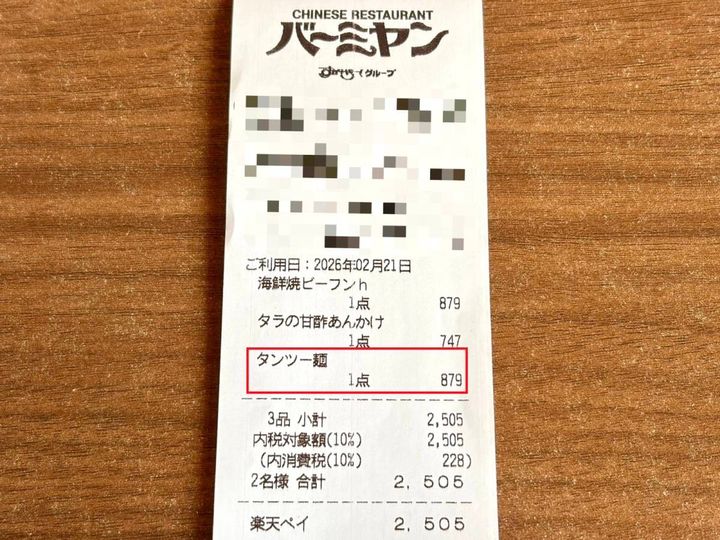 CHINESE RESTAURANT
バーミヤン
すかいらーくグループ
ご利用日：2026年02月21日
海鮮焼ビーフンh
1点 879
タラの甘酢あんかけ
1点 747
タンツー麺
1点 879
3品 小計 2,505
内税対象額(10%) 2,505
(内消費税(10%) 228)
2名様 合計 2,505
楽天ペイ 2,505